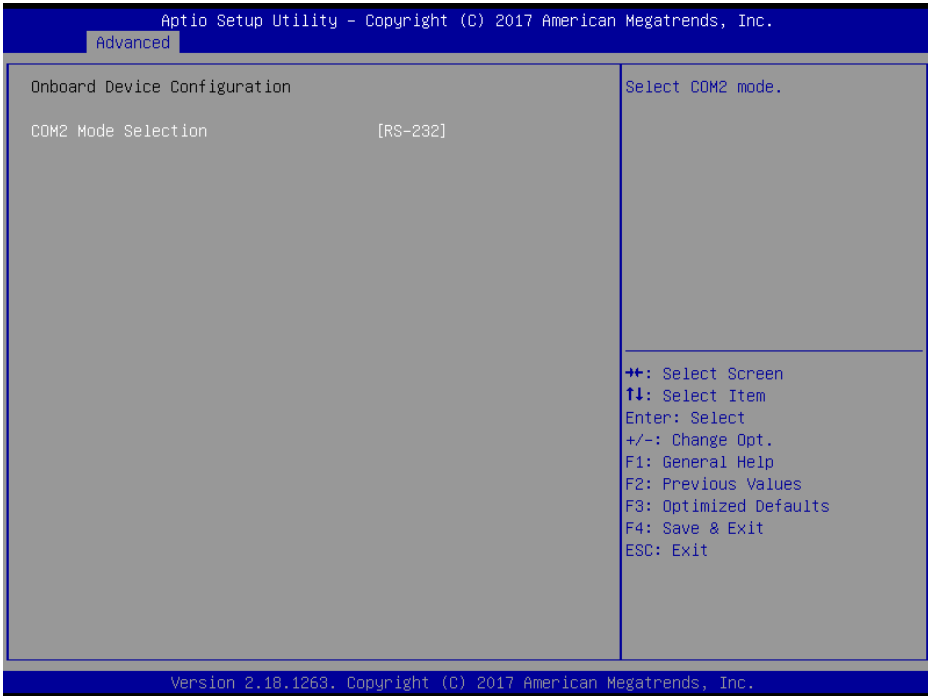 Aptio Setup Utility – Copyright (C) 2017 American Megatrends, Inc.
Advanced
Onboard Device Configuration
COM2 Mode Selection [RS-232]
Select COM2 mode.
→←: Select Screen
↑↓: Select Item
Enter: Select
+/-: Change Opt.
F1: General Help
F2: Previous Values
F3: Optimized Defaults
F4: Save & Exit
ESC: Exit
Version 2.18.1263. Copyright (C) 2017 American Megatrends, Inc.